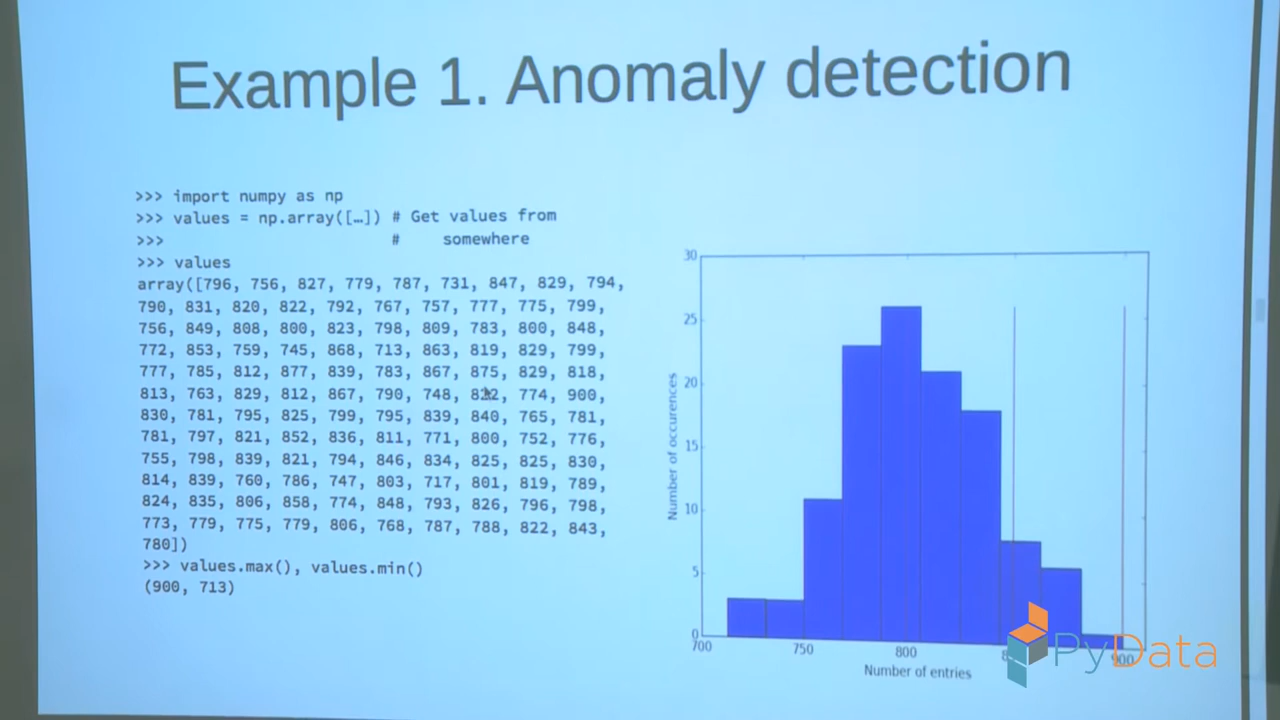 Example 1. Anomaly detection
>>> import numpy as np
>>> values = np.array([…]) # Get values from
>>> # somewhere
>>> values
array([796, 756, 827, 779, 787, 731, 847, 829, 794,
790, 831, 820, 822, 792, 767, 757, 777, 775, 799,
756, 849, 808, 800, 823, 798, 809, 783, 800, 848,
772, 853, 759, 745, 868, 713, 863, 819, 829, 799,
777, 785, 812, 877, 839, 783, 867, 875, 829, 818,
813, 763, 829, 812, 867, 790, 748, 774, 900,
830, 781, 795, 825, 799, 795, 839, 840, 765, 781,
781, 797, 821, 852, 836, 811, 771, 800, 752, 776,
755, 798, 839, 821, 794, 846, 834, 825, 825, 830,
814, 839, 760, 786, 747, 803, 717, 801, 819, 789,
824, 835, 806, 858, 774, 848, 793, 826, 796, 798,
773, 779, 775, 779, 806, 768, 787, 788, 822, 843,
780])
>>> values.max(), values.min()
(900, 713)
30
25
20
15
10
5
0
Number of occurences
700 750 800 900
Number of entries
PyData